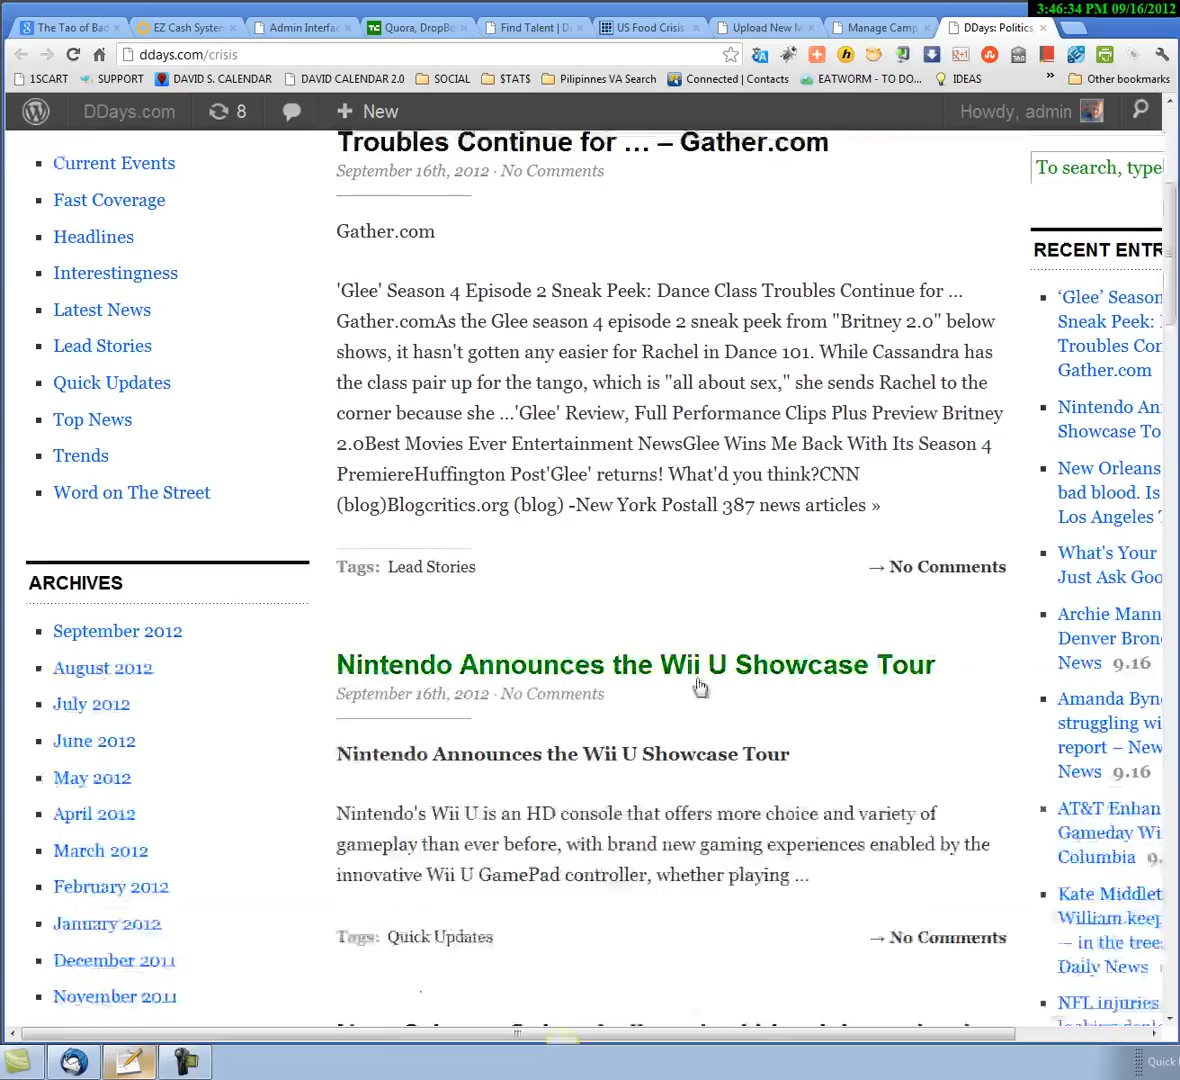 3:46:34 PM 09/16/2012
The Tao of Bad
EZ Cash System
Admin Interfac
Quora, DropBo
Find Talent | D
US Food Crisis
Upload New M
Manage Camp
DDays: Politics,
ddays.com/crisis
1SCART
SUPPORT
DAVID S. CALENDAR
DAVID CALENDAR 2.0
SOCIAL
$TAT$
Pilipinnes VA Search
Connected | Contacts
EATWORM - TO DO...
IDEAS
»
Other bookmarks
DDays.com
8
New
Howdy, admin
Current Events
Fast Coverage
Headlines
Interestingness
Latest News
Lead Stories
Quick Updates
Top News
Trends
Word on The Street
ARCHIVES
September 2012
August 2012
July 2012
June 2012
May 2012
April 2012
March 2012
February 2012
January 2012
December 2011
November 2011
Troubles Continue for … – Gather.com
September 16th, 2012 · No Comments
Gather.com
'Glee' Season 4 Episode 2 Sneak Peek: Dance Class Troubles Continue for ...
Gather.comAs the Glee season 4 episode 2 sneak peek from "Britney 2.0" below
shows, it hasn't gotten any easier for Rachel in Dance 101. While Cassandra has
the class pair up for the tango, which is "all about sex," she sends Rachel to the
corner because she ...'Glee' Review, Full Performance Clips Plus Preview Britney
2.0Best Movies Ever Entertainment NewsGlee Wins Me Back With Its Season 4
PremiereHuffington Post'Glee' returns! What'd you think?CNN
(blog)Blogcritics.org (blog) -New York Postall 387 news articles »
Tags: Lead Stories
→ No Comments
Nintendo Announces the Wii U Showcase Tour
September 16th, 2012 · No Comments
Nintendo Announces the Wii U Showcase Tour
Nintendo's Wii U is an HD console that offers more choice and variety of
gameplay than ever before, with brand new gaming experiences enabled by the
innovative Wii U GamePad controller, whether playing ...
Tags: Quick Updates
→ No Comments
To search, type
RECENT ENTR
'Glee' Season
Sneak Peek:
Troubles Con
Gather.com
Nintendo An
Showcase To
New Orleans
bad blood. Is
Los Angeles T
What's Your
Just Ask Goo
Archie Mann
Denver Bronc
News 9.16
Amanda Byn
struggling wi
report – New
News 9.16
AT&T Enhan
Gameday Wi
Columbia 9.
Kate Middlet
William keep
– in the trees
Daily News
NFL injuries
Quick